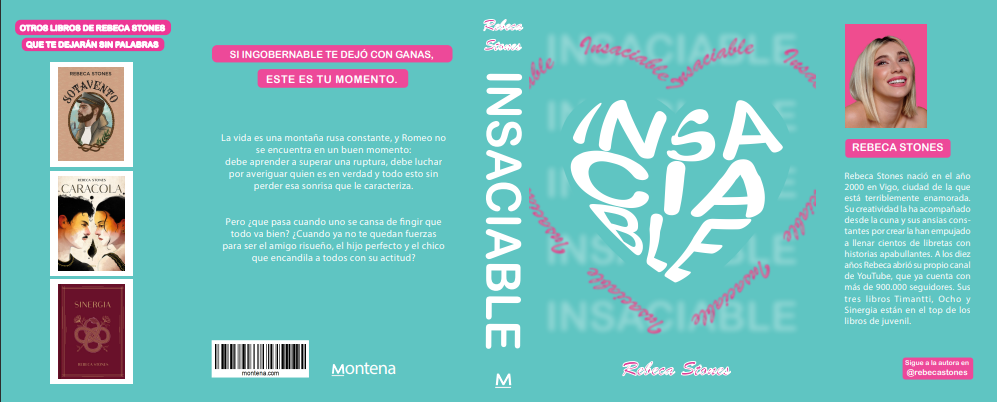 OTROS LIBROS DE REBECA STONES
QUE TE DEJARÁN SIN PALABRAS
REBECA STONES
SOTAVENTO
REBECA STONES
CARACOLA
SINERGIA
REBECA STONES
SI INGOBERNABLE TE DEJÓ CON GANAS,
ESTE ES TU MOMENTO.
La vida es una montaña rusa constante, y Romeo no
se encuentra en un buen momento:
debe aprender a superar una ruptura, debe luchar
por averiguar quien es en verdad y todo esto sin
perder esa sonrisa que le caracteriza.
Pero ¿que pasa cuando uno se cansa de fingir que
todo va bien? ¿Cuando ya no te quedan fuerzas
para ser el amigo risueño, el hijo perfecto y el chico
que encandila a todos con su actitud?
montena.com
Montena
Rebeca
Stones
INSACIABLE
M
INSACIABLE
Insaciable
Insaciable
Insaciable
INSA
CIA
BLE
Insaciable
Insaciable
Insaciable
INSACIABLE
Rebeca Stones
REBECA STONES
Rebeca Stones nació en el año
2000 en Vigo, ciudad de la que
está terriblemente enamorada.
Su creatividad la ha acompañado
desde la cuna y sus ansias cons-
tantes por crear la han empujado
a llenar cientos de libretas con
historias apabullantes. A los diez
años Rebeca abrió su propio canal
de YouTube, que ya cuenta con
más de 900.000 seguidores. Sus
tres libros Timantti, Ocho y
Sinergia están en el top de los
libros de juvenil.
Sigue a la autora en
@rebecastones